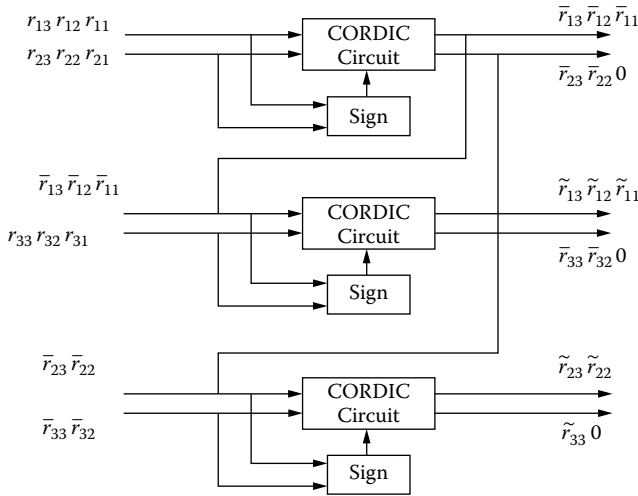 r₁₃ r₁₂ r₁₁
r₂₃ r₂₂ r₂₁
CORDIC
Circuit
Sign
r̄₁₃ r̄₁₂ r̄₁₁
r̄₂₃ r̄₂₂ 0
r̄₁₃ r̄₁₂ r̄₁₁
r₃₃ r₃₂ r₃₁
CORDIC
Circuit
Sign
r̃₁₃ r̃₁₂ r̃₁₁
r̄₃₃ r̄₃₂ 0
r̄₂₃ r̄₂₂
r̄₃₃ r̄₃₂
CORDIC
Circuit
Sign
r̃₂₃ r̃₂₂
r̃₃₃ 0